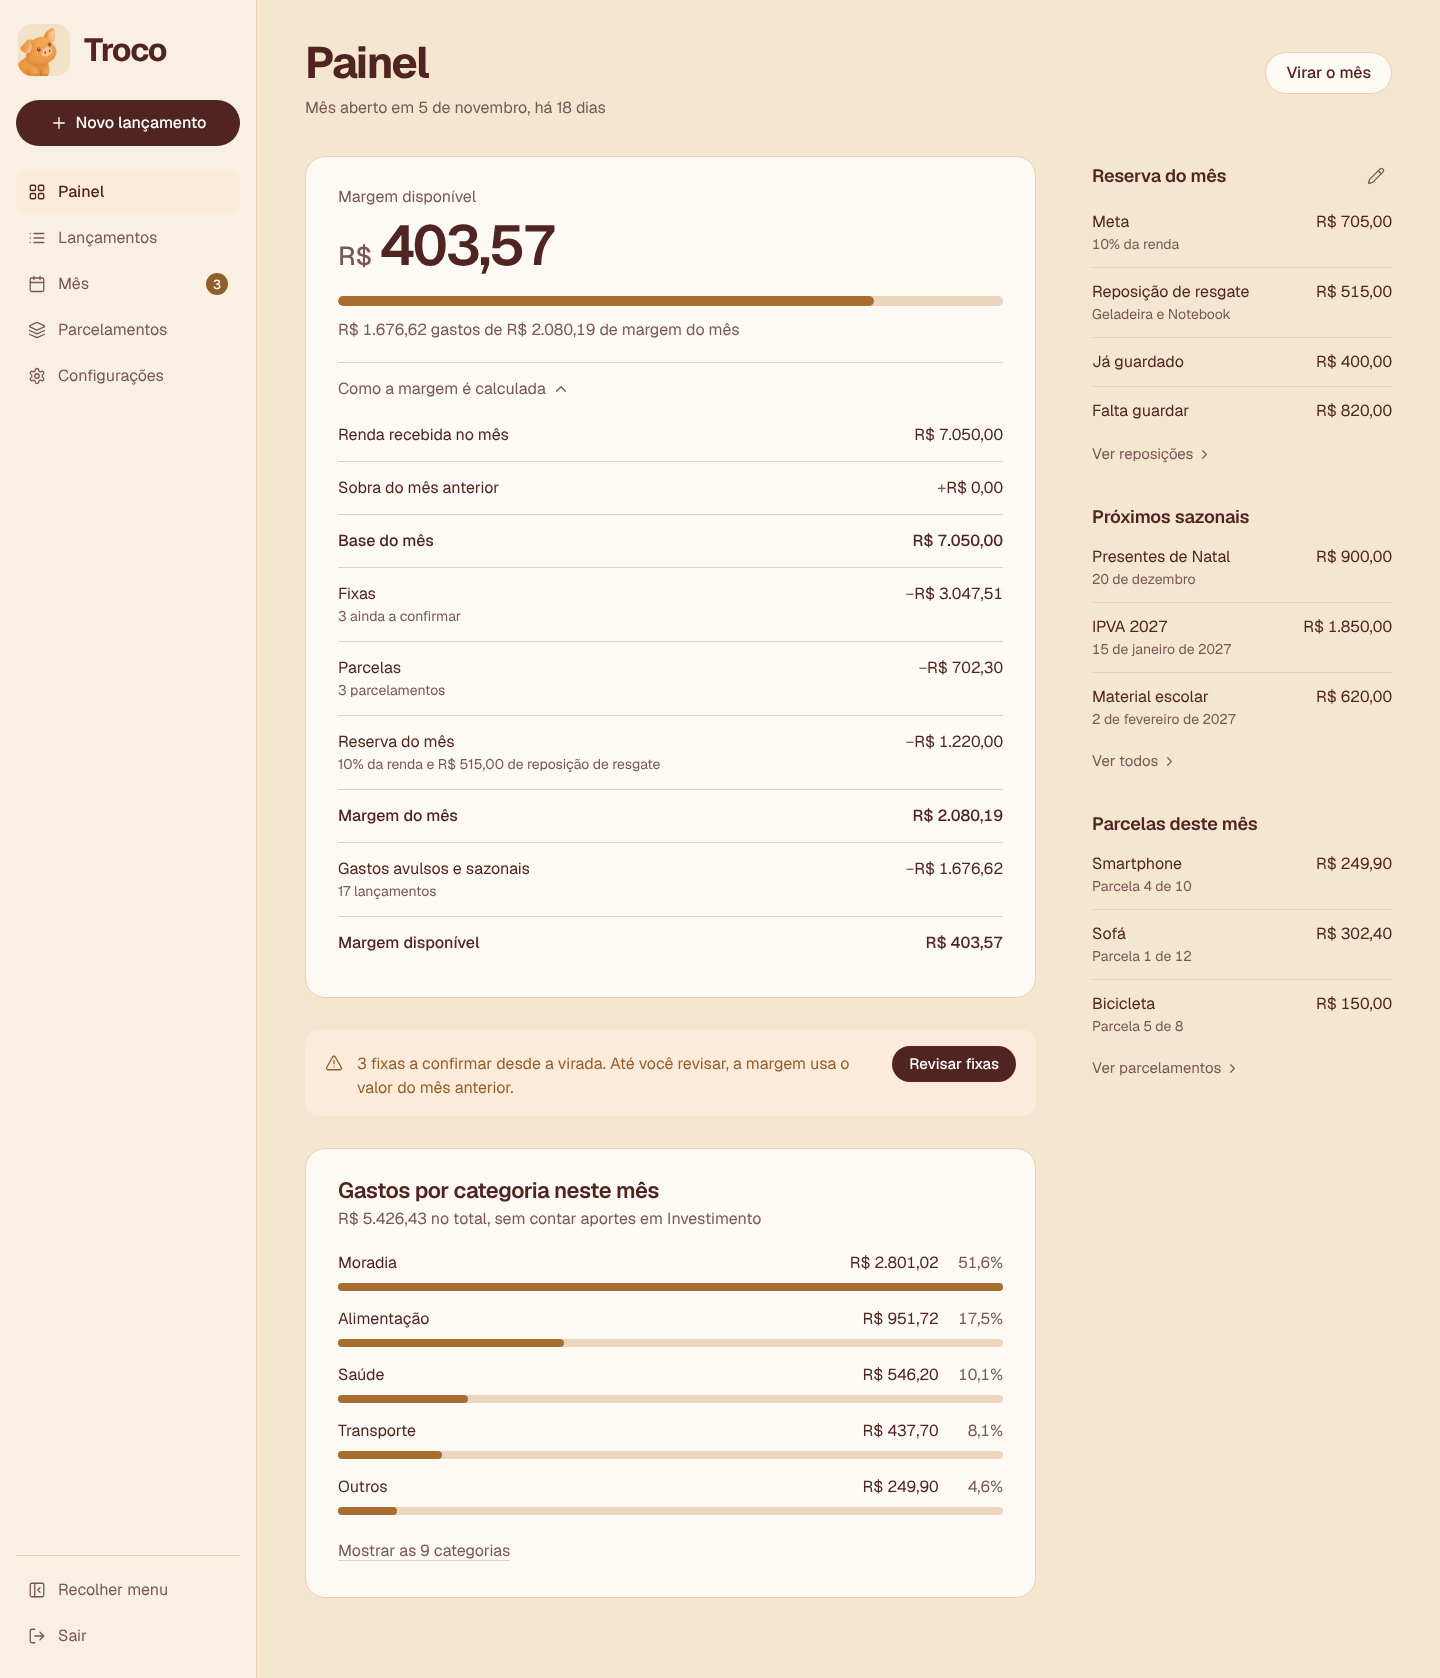 Troco
Novo lançamento
Painel
Lançamentos
Mês
3
Parcelamentos
Configurações
Recolher menu
Sair
Painel
Mês aberto em 5 de novembro, há 18 dias
Virar o mês
Margem disponível
R$ 403,57
R$ 1.676,62 gastos de R$ 2.080,19 de margem do mês
Como a margem é calculada
Renda recebida no mês R$ 7.050,00
Sobra do mês anterior +R$ 0,00
Base do mês R$ 7.050,00
Fixas −R$ 3.047,51
3 ainda a confirmar
Parcelas −R$ 702,30
3 parcelamentos
Reserva do mês −R$ 1.220,00
10% da renda e R$ 515,00 de reposição de resgate
Margem do mês R$ 2.080,19
Gastos avulsos e sazonais −R$ 1.676,62
17 lançamentos
Margem disponível R$ 403,57
3 fixas a confirmar desde a virada. Até você revisar, a margem usa o
valor do mês anterior.
Revisar fixas
Gastos por categoria neste mês
R$ 5.426,43 no total, sem contar aportes em Investimento
Moradia R$ 2.801,02 51,6%
Alimentação R$ 951,72 17,5%
Saúde R$ 546,20 10,1%
Transporte R$ 437,70 8,1%
Outros R$ 249,90 4,6%
Mostrar as 9 categorias
Reserva do mês
Meta R$ 705,00
10% da renda
Reposição de resgate R$ 515,00
Geladeira e Notebook
Já guardado R$ 400,00
Falta guardar R$ 820,00
Ver reposições
Próximos sazonais
Presentes de Natal R$ 900,00
20 de dezembro
IPVA 2027 R$ 1.850,00
15 de janeiro de 2027
Material escolar R$ 620,00
2 de fevereiro de 2027
Ver todos
Parcelas deste mês
Smartphone R$ 249,90
Parcela 4 de 10
Sofá R$ 302,40
Parcela 1 de 12
Bicicleta R$ 150,00
Parcela 5 de 8
Ver parcelamentos